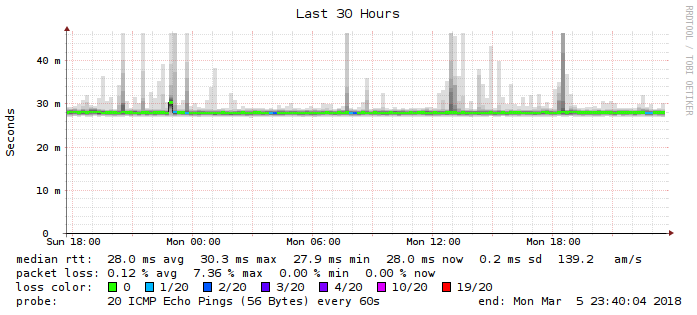 Last 30 Hours
RRDTOOL / TOBI OETIKER
Seconds
40 m
30 m
20 m
10 m
0
Sun 18:00 Mon 00:00 Mon 06:00 Mon 12:00 Mon 18:00
median rtt: 28.0 ms avg 30.3 ms max 27.9 ms min 28.0 ms now 0.2 ms sd 139.2 am/s
packet loss: 0.12 % avg 7.36 % max 0.00 % min 0.00 % now
loss color: 0 1/20 2/20 3/20 4/20 10/20 19/20
probe: 20 ICMP Echo Pings (56 Bytes) every 60s end: Mon Mar 5 23:40:04 2018